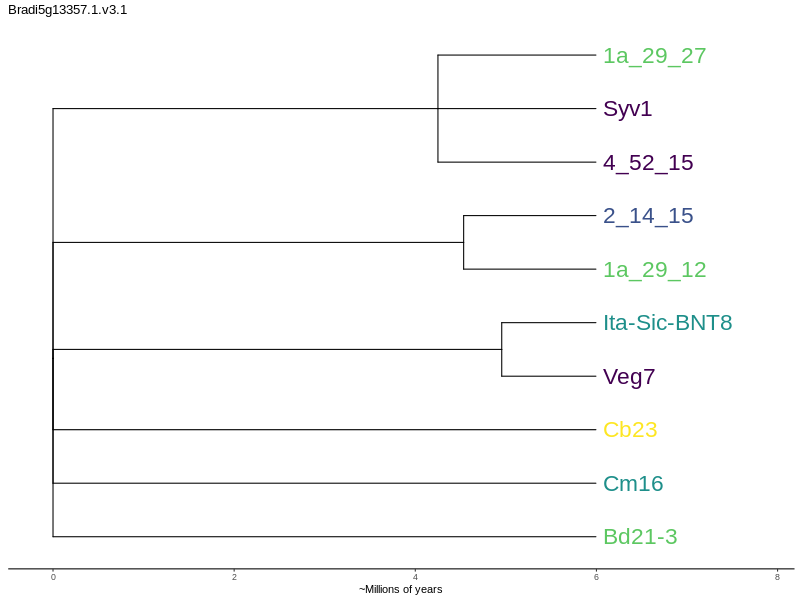 Bradi5g13357.1.v3.1
1a_29_27
Syv1
4_52_15
2_14_15
1a_29_12
Ita-Sic-BNT8
Veg7
Cb23
Cm16
Bd21-3
0 2 4 6 8
~Millions of years